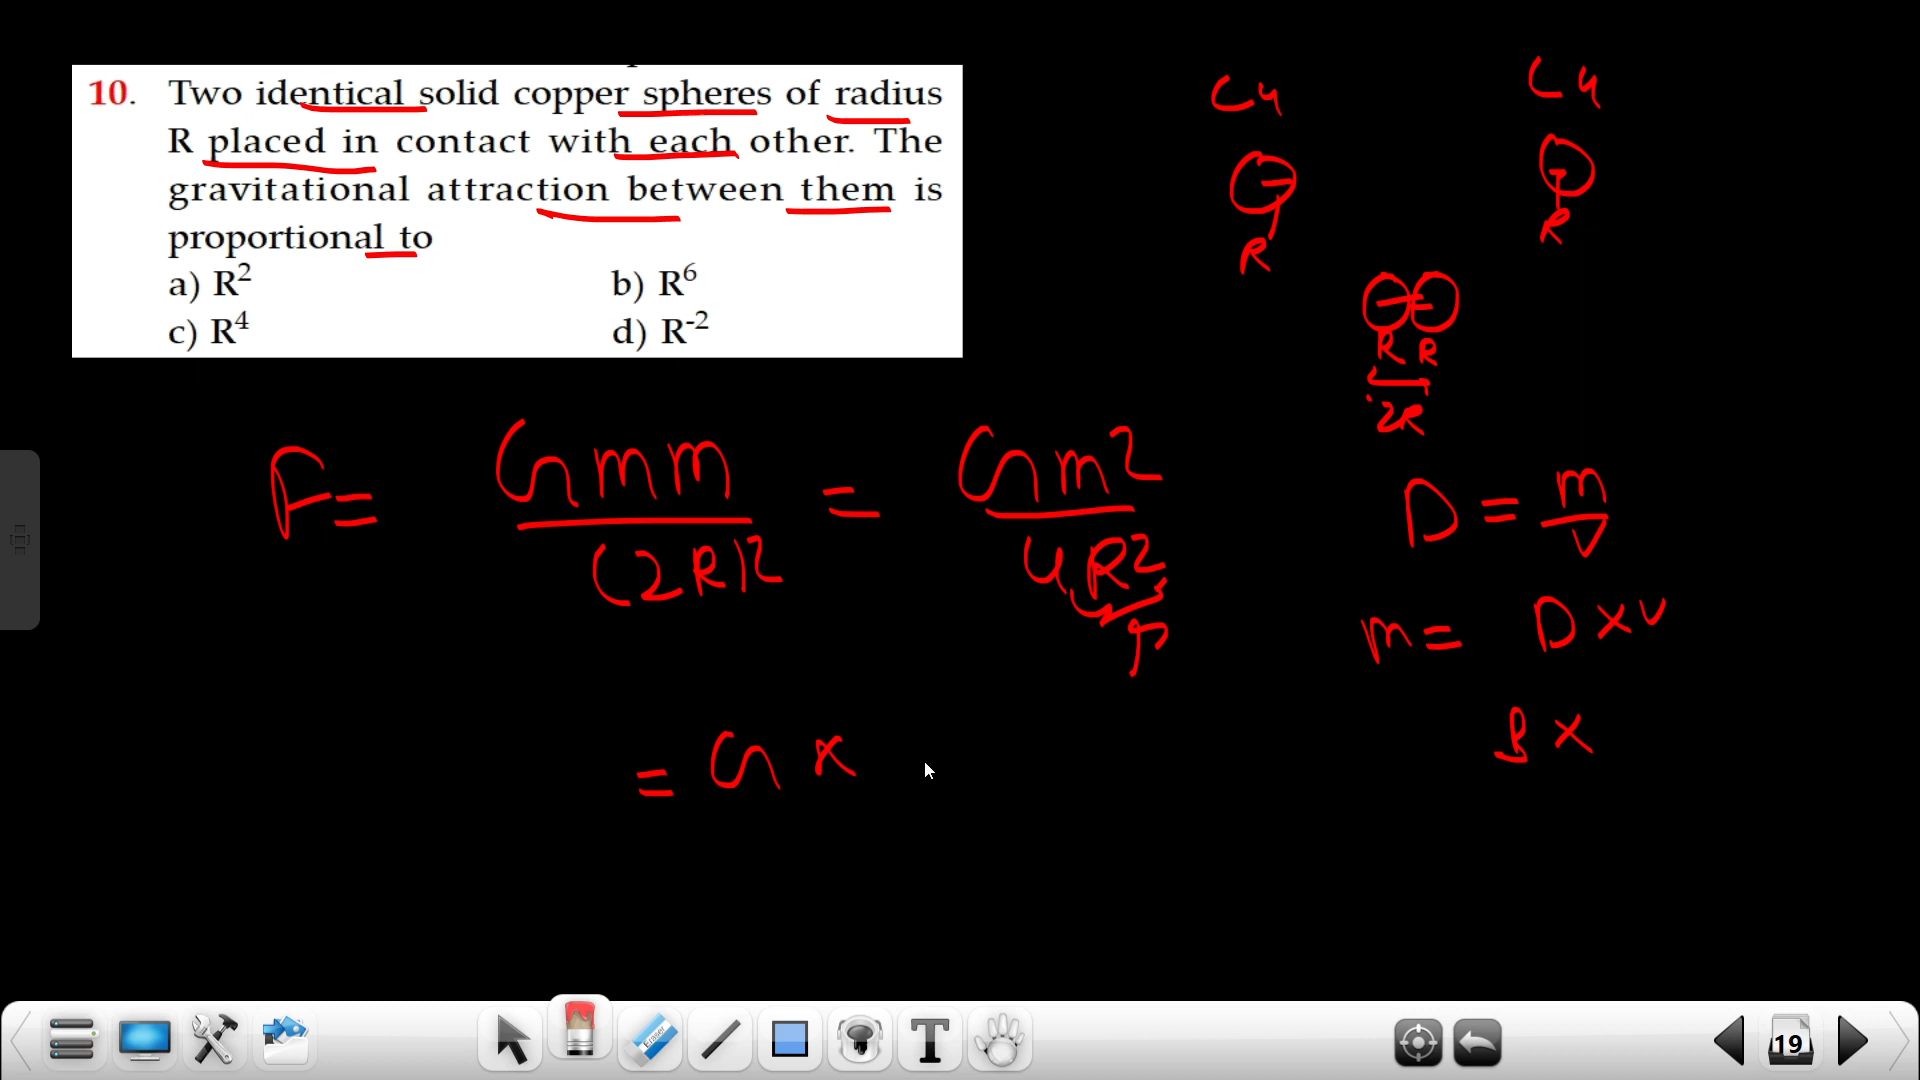 10. Two identical solid copper spheres of radius
R placed in contact with each other. The
gravitational attraction between them is
proportional to
a) R² b) R⁶
c) R⁴ d) R⁻²
Cu Cu
R R
R R
2R
F = Gmm / (2R)² = Gm² / 4R²
D = m / V
m = D x V
= G x
Eraser
T
19